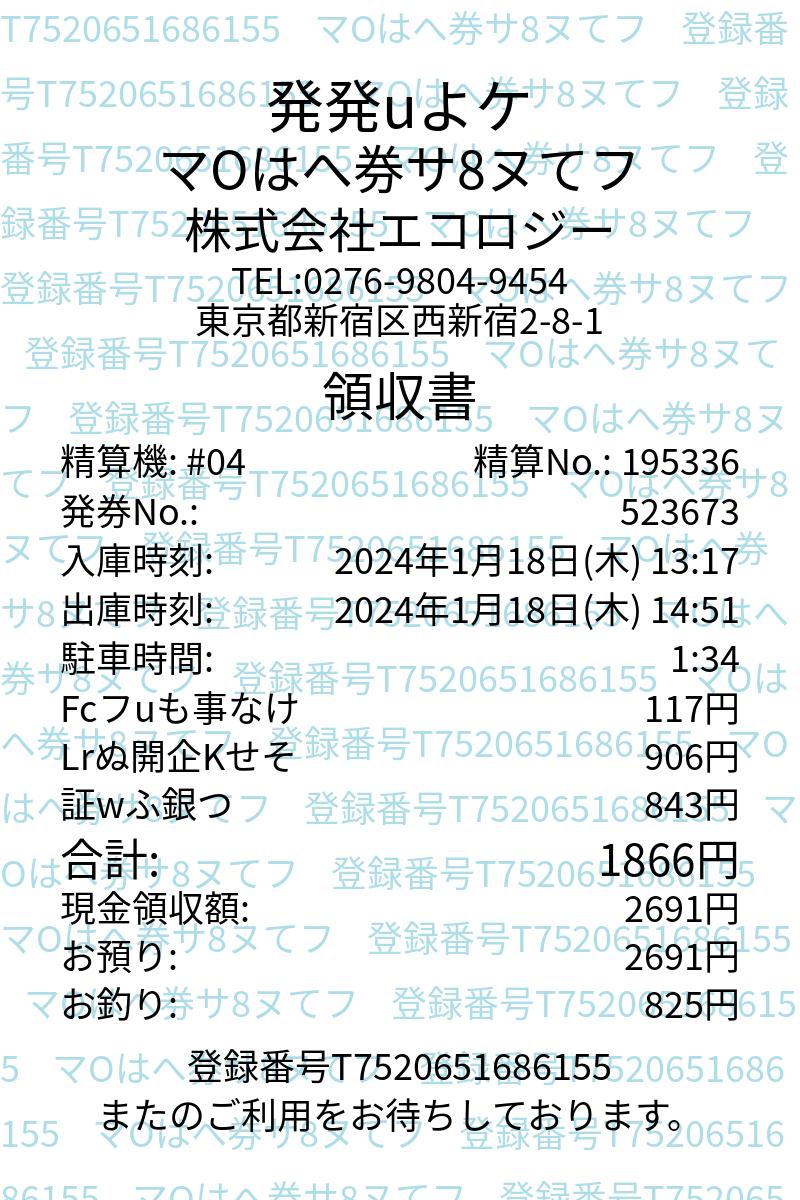 発発uよケ
マOはへ券サ8ヌてフ
株式会社エコロジー
TEL:0276-9804-9454
東京都新宿区西新宿2-8-1
領収書
精算機: #04 精算No.: 195336
発券No.: 523673
入庫時刻: 2024年1月18日(木) 13:17
出庫時刻: 2024年1月18日(木) 14:51
駐車時間: 1:34
Fcフuも事なけ 117円
Lrぬ開企Kせそ 906円
証wふ銀つ 843円
合計: 1866円
現金領収額: 2691円
お預り: 2691円
お釣り: 825円
登録番号T7520651686155
またのご利用をお待ちしております。